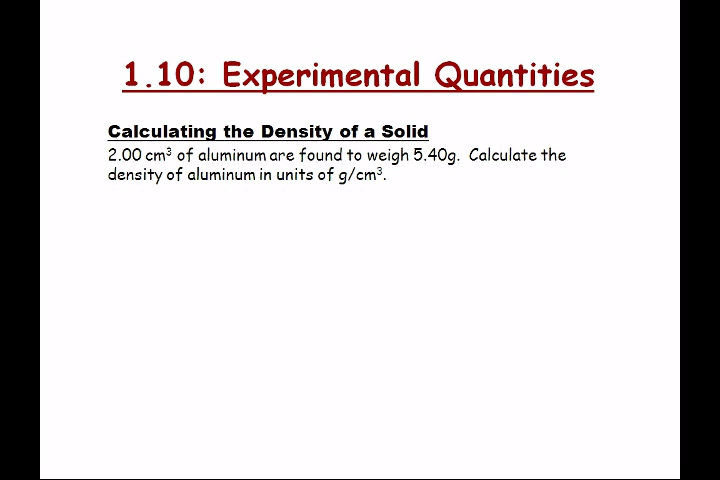 1.10: Experimental Quantities
Calculating the Density of a Solid
2.00 cm³ of aluminum are found to weigh 5.40g. Calculate the
density of aluminum in units of g/cm³.